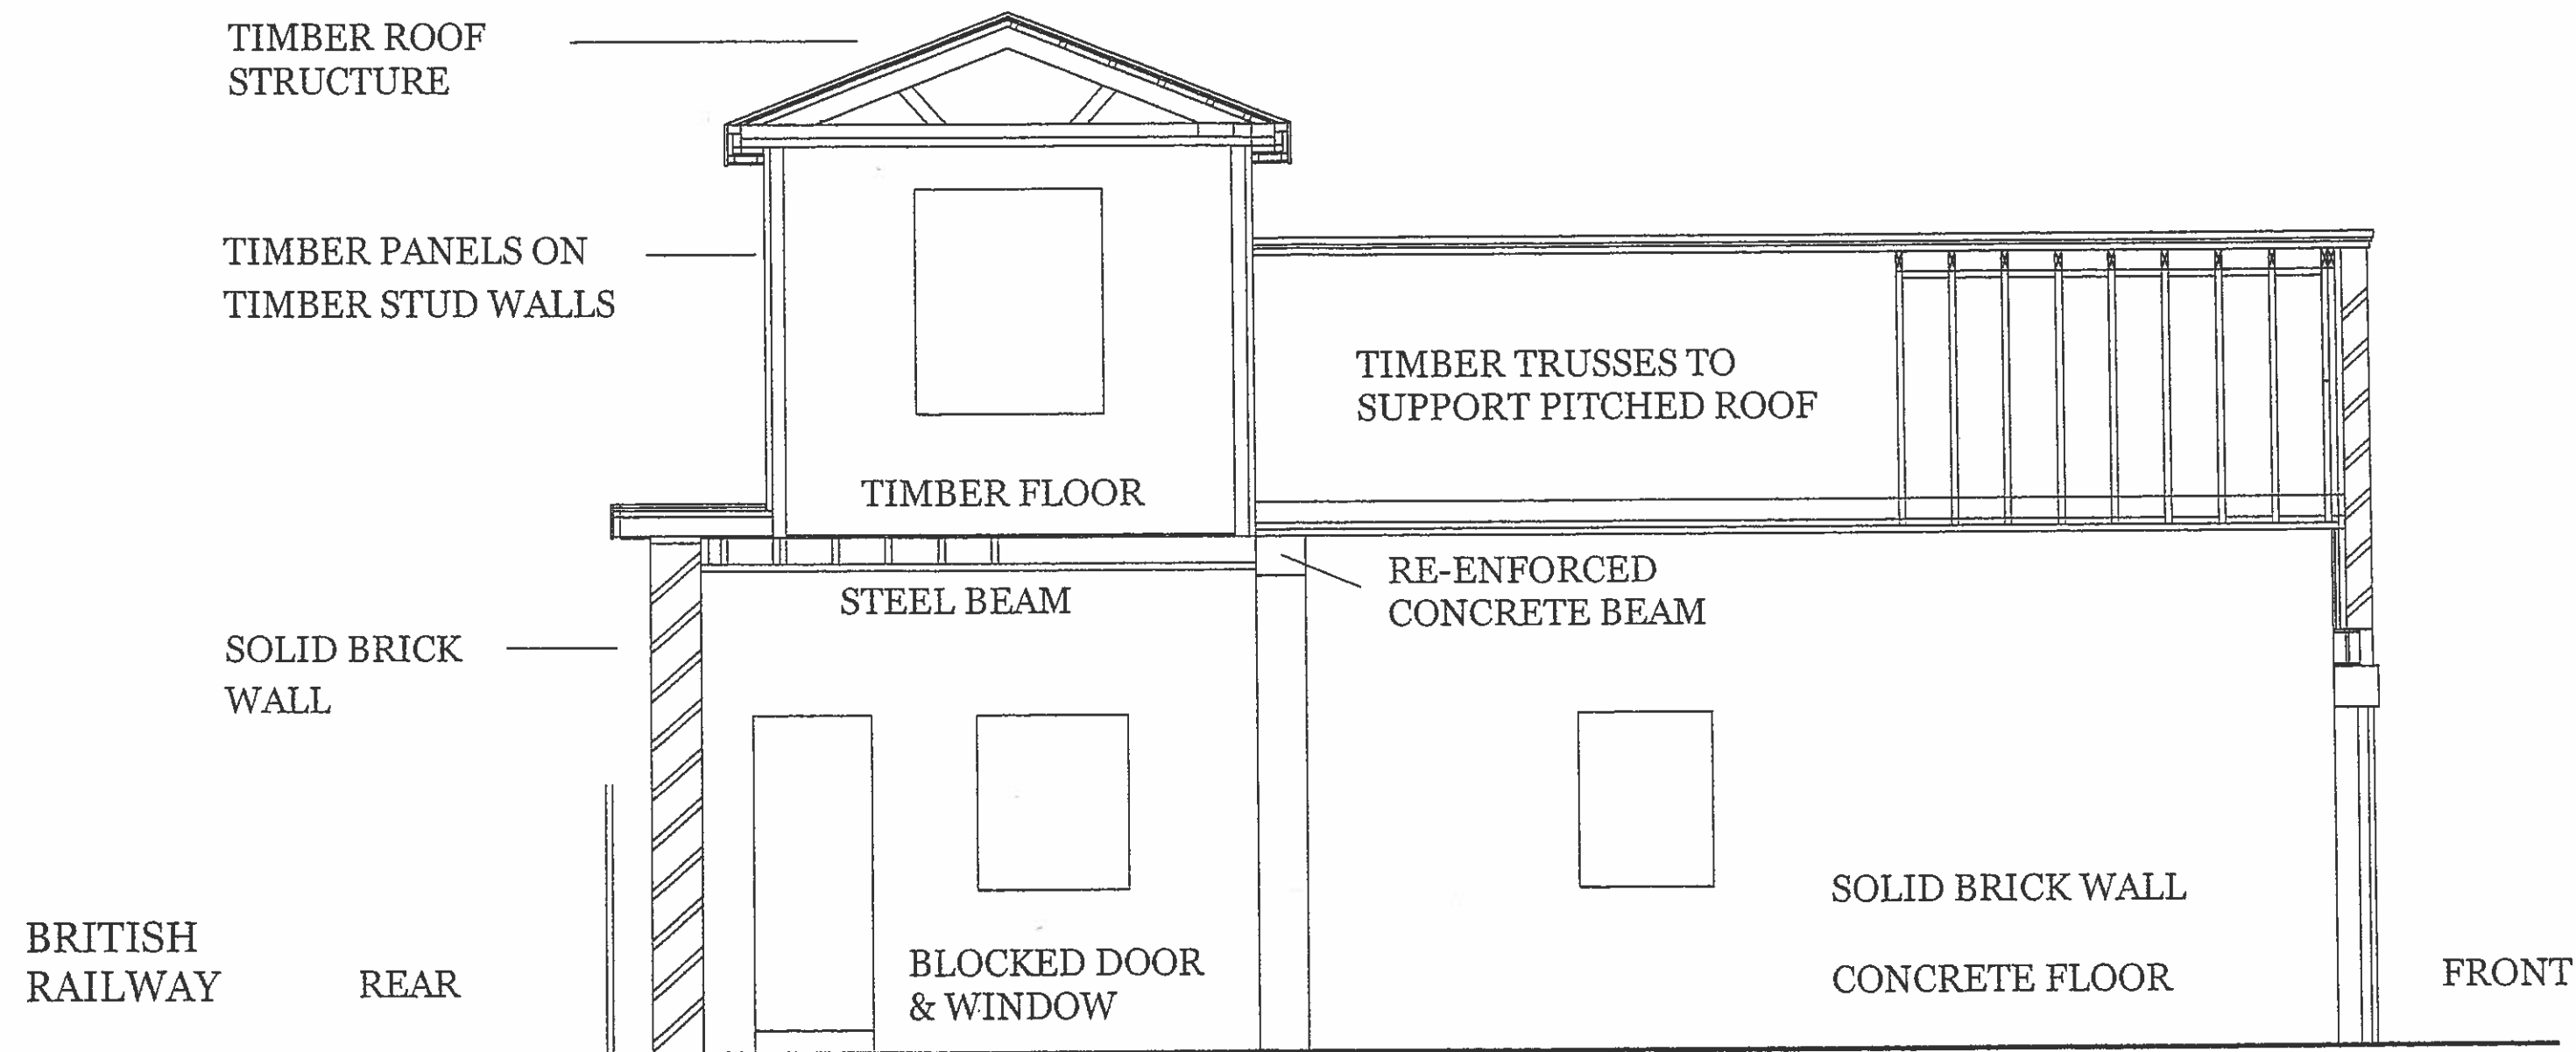 TIMBER ROOF
STRUCTURE
TIMBER PANELS ON
TIMBER STUD WALLS
TIMBER TRUSSES TO
SUPPORT PITCHED ROOF
TIMBER FLOOR
STEEL BEAM
RE-ENFORCED
CONCRETE BEAM
SOLID BRICK
WALL
BRITISH
RAILWAY
REAR
BLOCKED DOOR
& WINDOW
SOLID BRICK WALL
CONCRETE FLOOR
FRONT